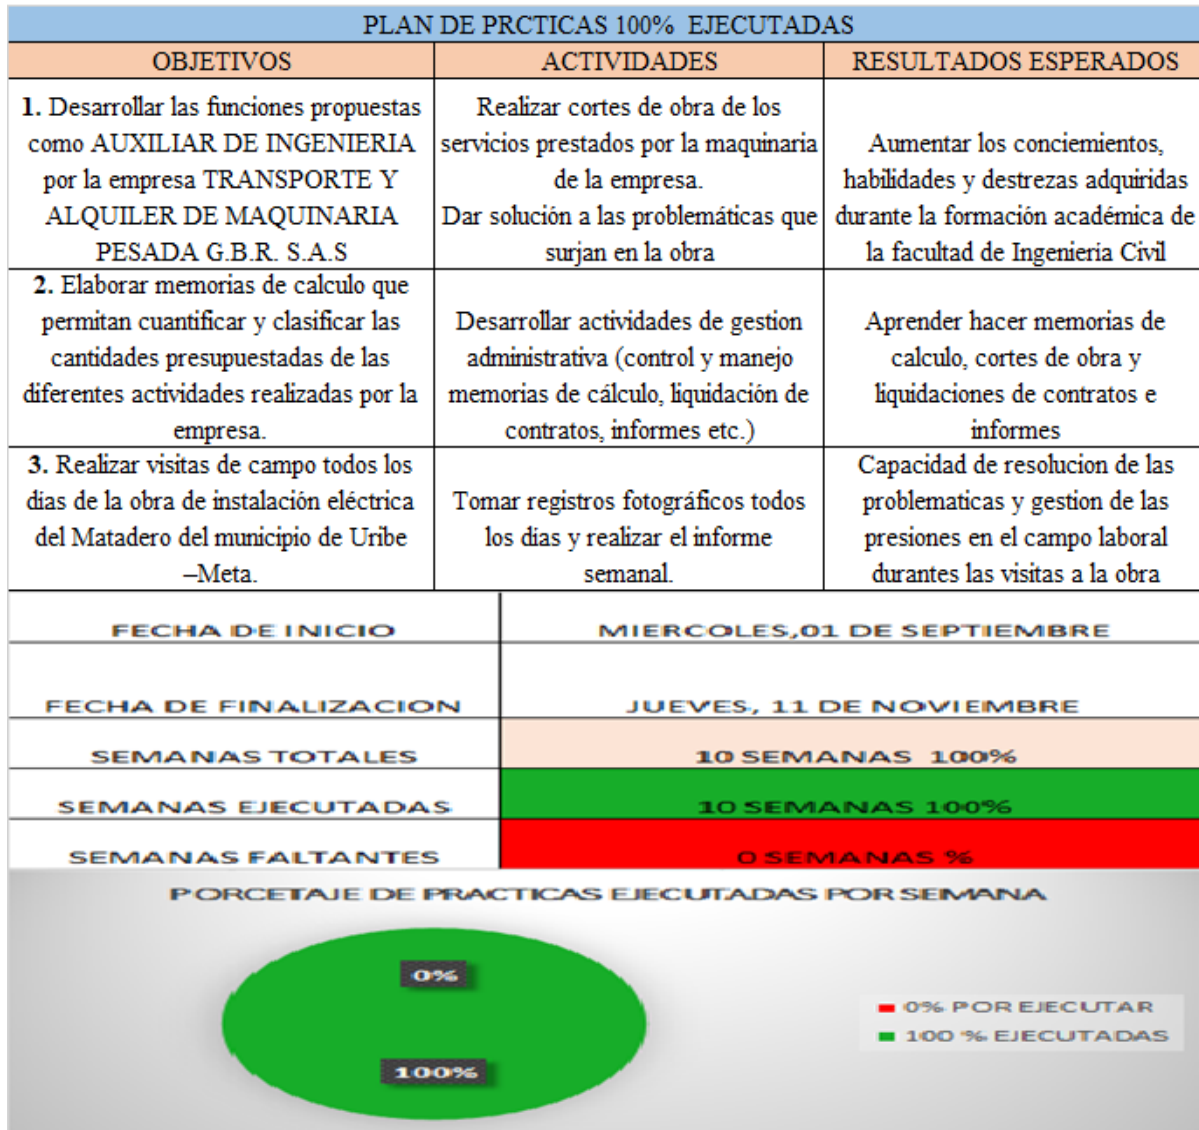 PLAN DE PRCTICAS 100% EJECUTADAS
OBJETIVOS
ACTIVIDADES
RESULTADOS ESPERADOS
1. Desarrollar las funciones propuestas
como AUXILIAR DE INGENIERIA
por la empresa TRANSPORTE Y
ALQUILER DE MAQUINARIA
PESADA G.B.R. S.A.S
Realizar cortes de obra de los
servicios prestados por la maquinaria
de la empresa.
Dar solución a las problemáticas que
surjan en la obra
Aumentar los conciemientos,
habilidades y destrezas adquiridas
durante la formación académica de
la facultad de Ingenieria Civil
2. Elaborar memorias de calculo que
permitan cuantificar y clasificar las
cantidades presupuestadas de las
diferentes actividades realizadas por la
empresa.
Desarrollar actividades de gestion
administrativa (control y manejo
memorias de cálculo, liquidación de
contratos, informes etc.)
Aprender hacer memorias de
calculo, cortes de obra y
liquidaciones de contratos e
informes
3. Realizar visitas de campo todos los
dias de la obra de instalación eléctrica
del Matadero del municipio de Uribe
–Meta.
Tomar registros fotográficos todos
los dias y realizar el informe
semanal.
Capacidad de resolucion de las
problematicas y gestion de las
presiones en el campo laboral
durantes las visitas a la obra
FECHA DE INICIO
MIERCOLES,01 DE SEPTIEMBRE
FECHA DE FINALIZACION
JUEVES, 11 DE NOVIEMBRE
SEMANAS TOTALES
10 SEMANAS 100%
SEMANAS EJECUTADAS
10 SEMANAS 100%
SEMANAS FALTANTES
0 SEMANAS %
PORCETAJE DE PRACTICAS EJECUTADAS POR SEMANA
0%
100%
0% POR EJECUTAR
100 % EJECUTADAS